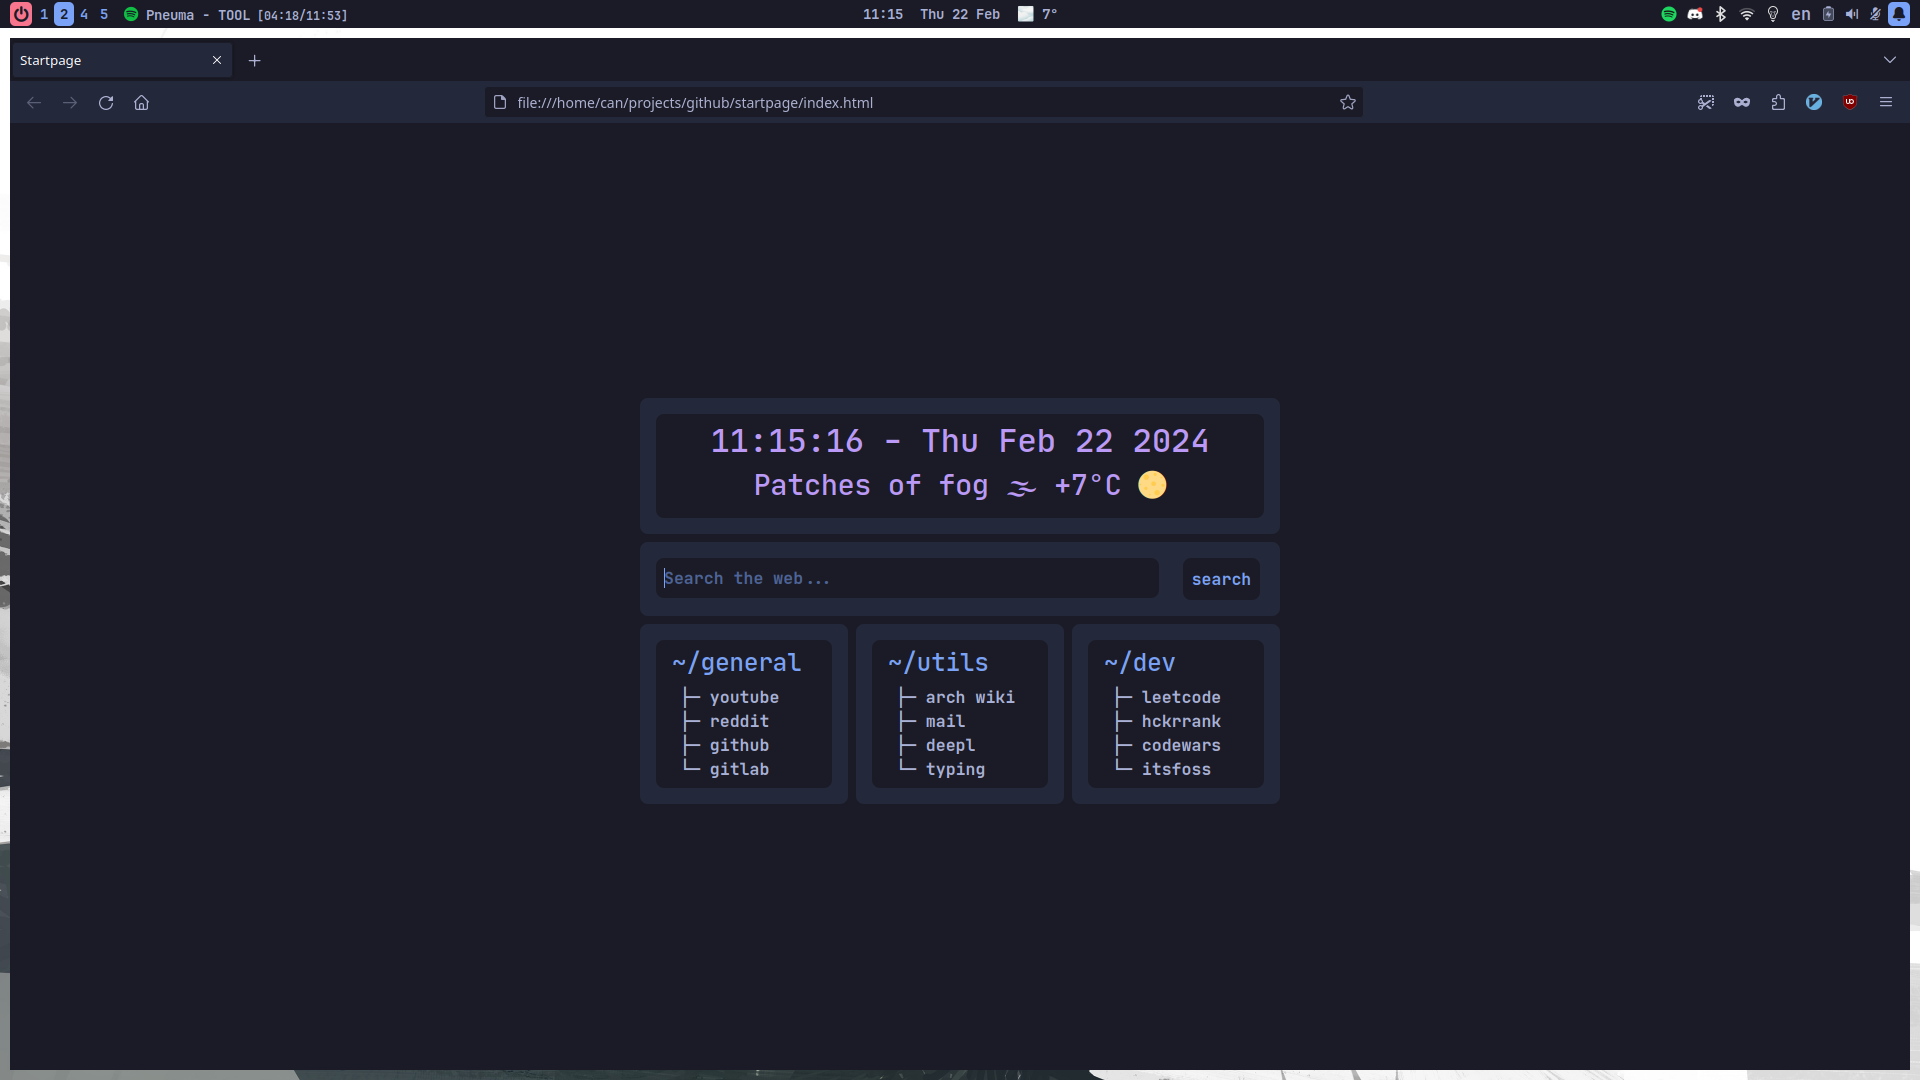 1 2 4 5 Pneuma - TOOL [04:18/11:53] 11:15 Thu 22 Feb 7° en
Startpage
file:///home/can/projects/github/startpage/index.html
11:15:16 - Thu Feb 22 2024
Patches of fog +7°C
Search the web... search
~/general
├─ youtube
├─ reddit
├─ github
└─ gitlab
~/utils
├─ arch wiki
├─ mail
├─ deepl
└─ typing
~/dev
├─ leetcode
├─ hckrrank
├─ codewars
└─ itsfoss